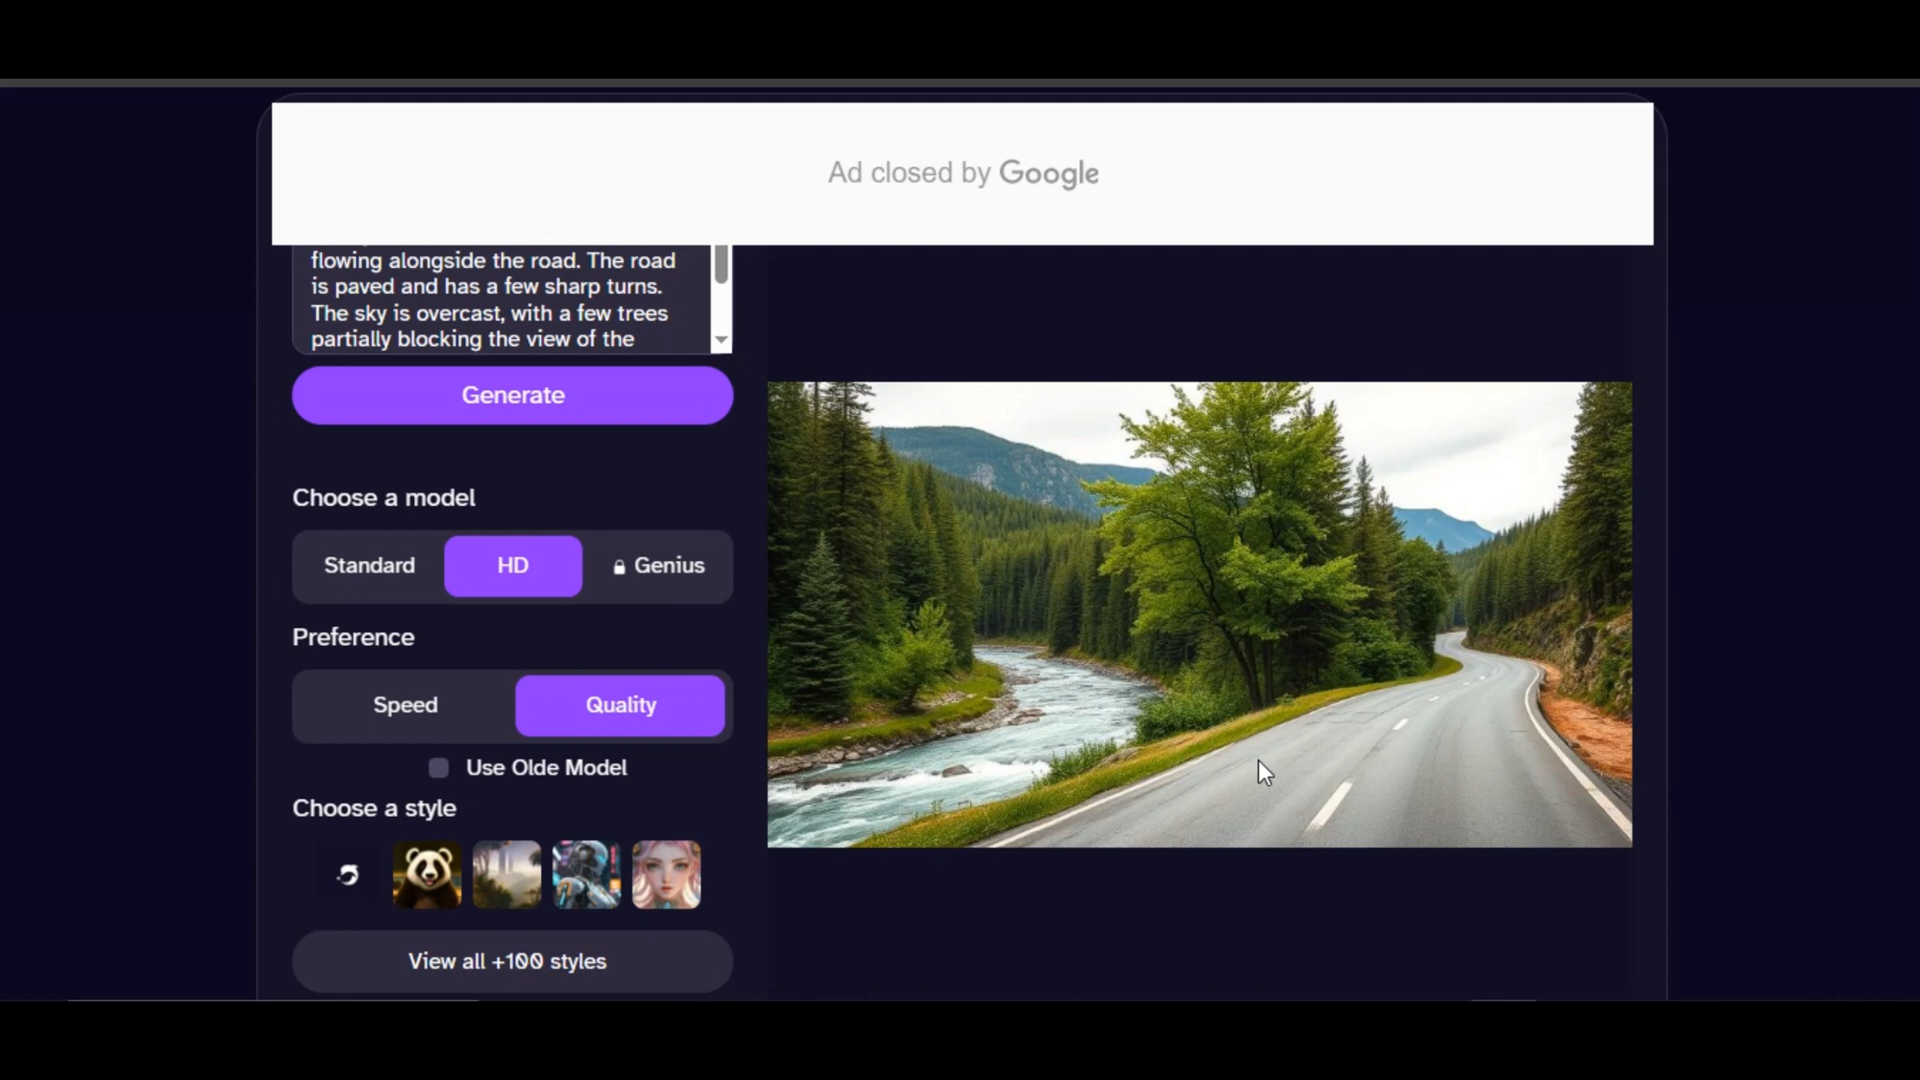 Ad closed by Google
flowing alongside the road. The road
is paved and has a few sharp turns.
The sky is overcast, with a few trees
partially blocking the view of the
Generate
Choose a model
Standard
HD
Genius
Preference
Speed
Quality
Use Olde Model
Choose a style
View all +100 styles